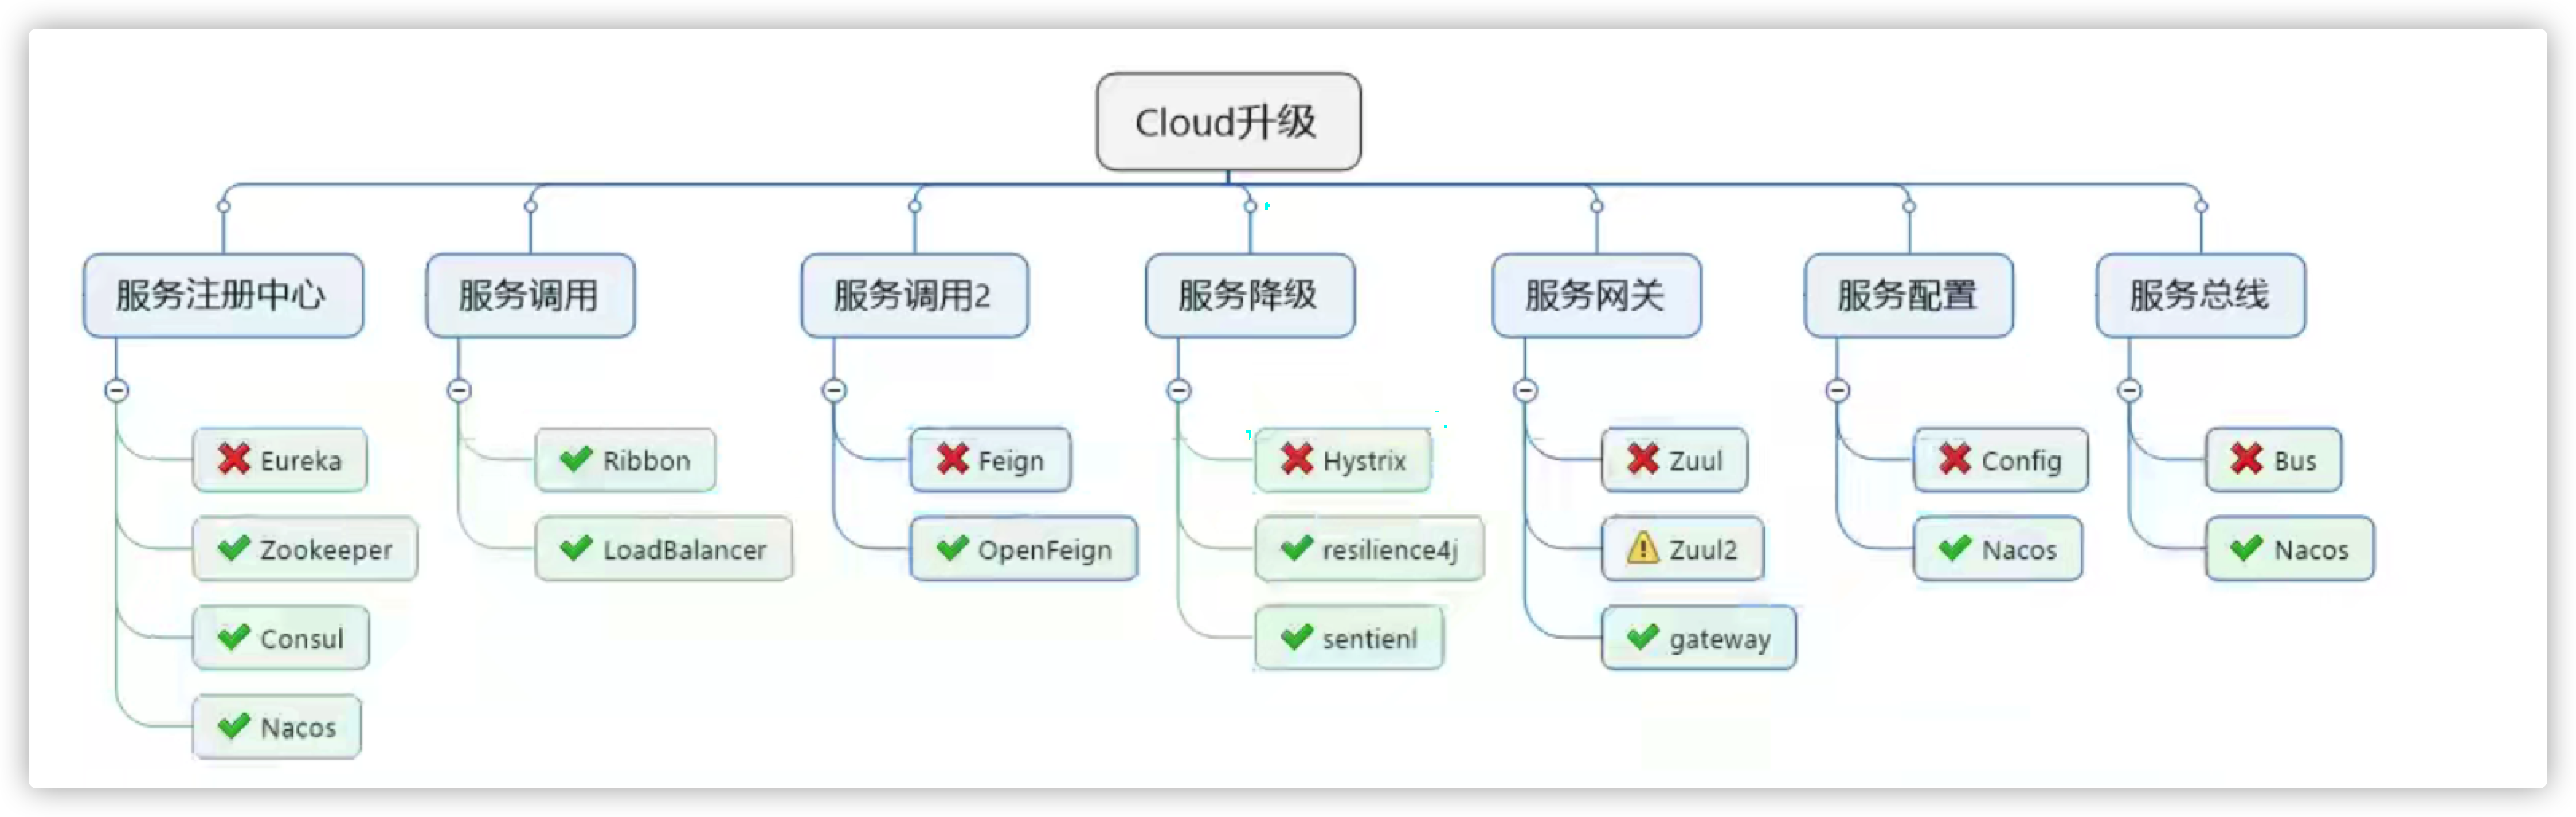 Cloud升级
服务注册中心
Eureka
Zookeeper
Consul
Nacos
服务调用
Ribbon
LoadBalancer
服务调用2
Feign
OpenFeign
服务降级
Hystrix
resilience4j
sentienl
服务网关
Zuul
Zuul2
gateway
服务配置
Config
Nacos
服务总线
Bus
Nacos